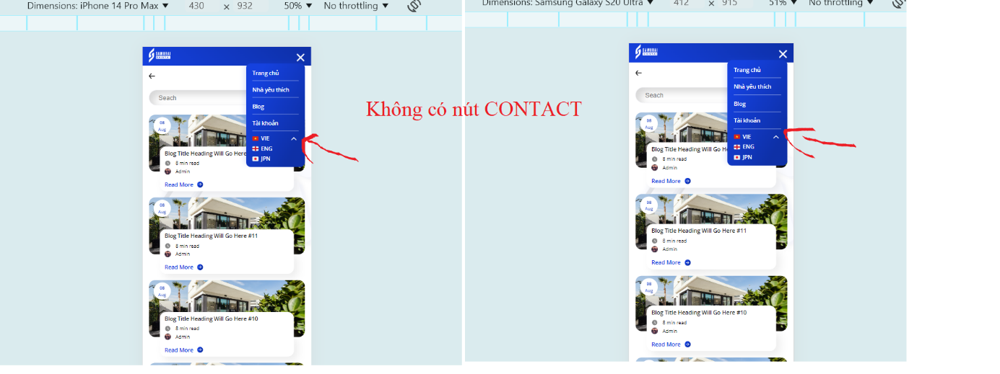 Dimensions: iPhone 14 Pro Max ▼ 430 × 932 50% ▼ No throttling ▼
SAMURAI
Trang chủ
Nhà yêu thích
Seach
Blog
Tài khoản
VIE
ENG
JPN
08
Aug
Blog Title Heading Will Go He
8 min read
Admin
Read More
08
Aug
Blog Title Heading Will Go Here #11
8 min read
Admin
Read More
08
Aug
Blog Title Heading Will Go Here #10
8 min read
Admin
Read More
Không có nút CONTACT
Dimensions: Samsung Galaxy S20 Ultra ▼ 412 × 915 51% ▼ No throttling ▼
SAMURAI
Trang chủ
Nhà yêu thích
Seach
Blog
Tài khoản
VIE
ENG
JPN
08
Aug
Blog Title Heading Will Go H
8 min read
Admin
Read More
08
Aug
Blog Title Heading Will Go Here #11
8 min read
Admin
Read More
08
Aug
Blog Title Heading Will Go Here #10
8 min read
Admin
Read More